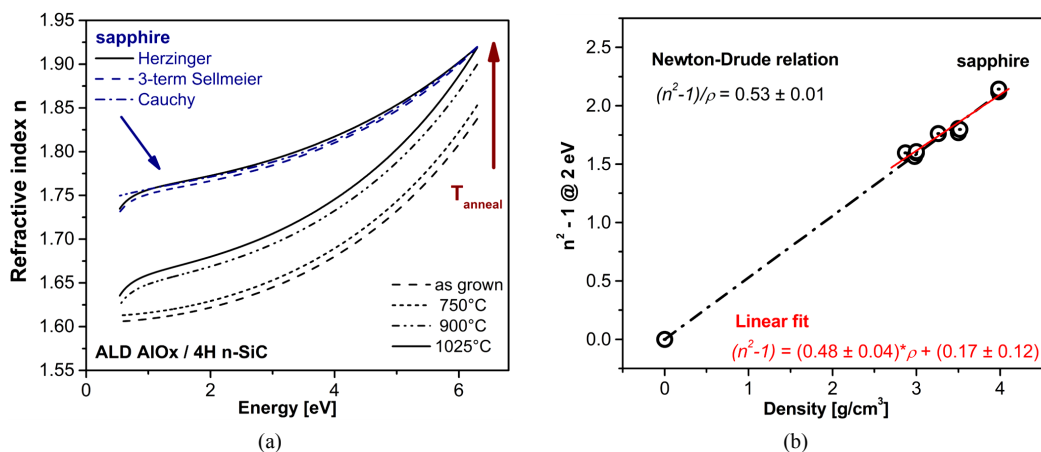 1.95
1.90
1.85
1.80
1.75
1.70
1.65
1.60
1.55
Refractive index n
sapphire
Herzinger
3-term Sellmeier
Cauchy
T anneal
as grown
750°C
900°C
1025°C
ALD AlOx / 4H n-SiC
0 2 4 6
Energy [eV]
(a)
2.5
2.0
1.5
1.0
0.5
0.0
n² - 1 @ 2 eV
Newton-Drude relation
(n²-1)/ρ = 0.53 ± 0.01
sapphire
Linear fit
(n²-1) = (0.48 ± 0.04)*ρ + (0.17 ± 0.12)
0 1 2 3 4
Density [g/cm³]
(b)